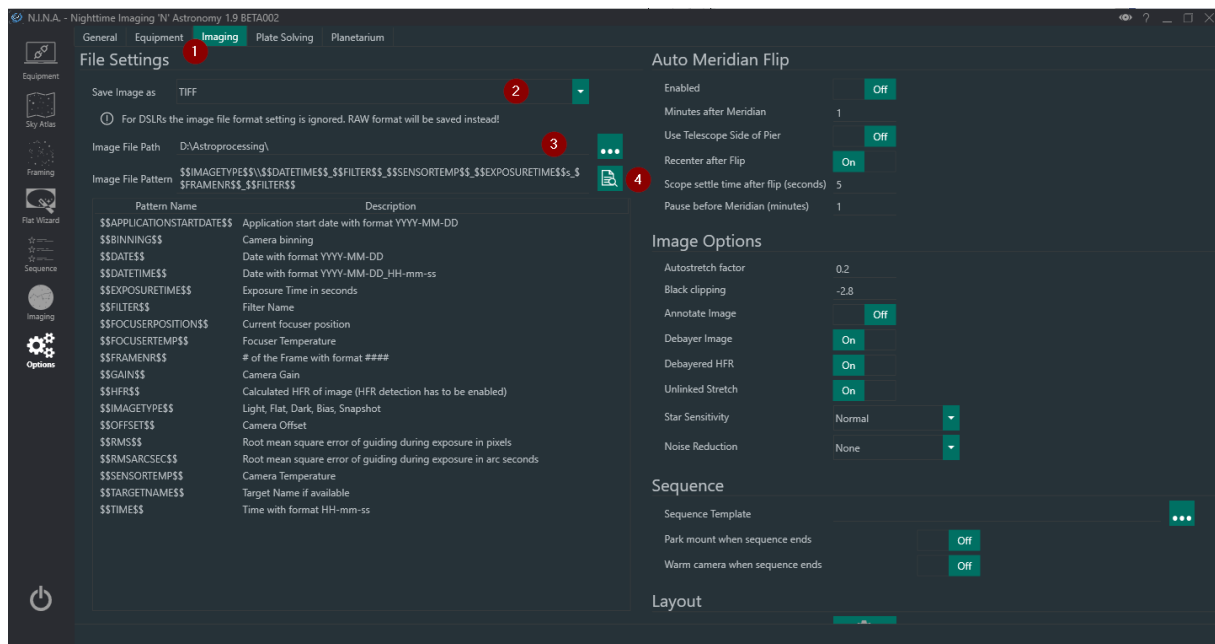 N.I.N.A. - Nighttime Imaging 'N' Astronomy 1.9 BETA002
General Equipment Imaging Plate Solving Planetarium
1
Equipment
Sky Atlas
Framing
Flat Wizard
Sequence
Imaging
Options
File Settings
Save Image as TIFF 2
For DSLRs the image file format setting is ignored. RAW format will be saved instead!
Image File Path D:\Astroprocessing\ 3
Image File Pattern $$IMAGETYPE$$\\$$DATETIME$$_$$FILTER$$_$$SENSORTEMP$$_$$EXPOSURETIME$$s_$
$FRAMENR$$_$$FILTER$$ 4
Pattern Name Description
$$APPLICATIONSTARTDATE$$ Application start date with format YYYY-MM-DD
$$BINNING$$ Camera binning
$$DATE$$ Date with format YYYY-MM-DD
$$DATETIME$$ Date with format YYYY-MM-DD_HH-mm-ss
$$EXPOSURETIME$$ Exposure Time in seconds
$$FILTER$$ Filter Name
$$FOCUSERPOSITION$$ Current focuser position
$$FOCUSERTEMP$$ Focuser Temperature
$$FRAMENR$$ # of the Frame with format ####
$$GAIN$$ Camera Gain
$$HFR$$ Calculated HFR of image (HFR detection has to be enabled)
$$IMAGETYPE$$ Light, Flat, Dark, Bias, Snapshot
$$OFFSET$$ Camera Offset
$$RMS$$ Root mean square error of guiding during exposure in pixels
$$RMSARCSEC$$ Root mean square error of guiding during exposure in arc seconds
$$SENSORTEMP$$ Camera Temperature
$$TARGETNAME$$ Target Name if available
$$TIME$$ Time with format HH-mm-ss
Auto Meridian Flip
Enabled Off
Minutes after Meridian 1
Use Telescope Side of Pier Off
Recenter after Flip On
Scope settle time after flip (seconds) 5
Pause before Meridian (minutes) 1
Image Options
Autostretch factor 0.2
Black clipping -2.8
Annotate Image Off
Debayer Image On
Debayered HFR On
Unlinked Stretch On
Star Sensitivity Normal
Noise Reduction None
Sequence
Sequence Template
Park mount when sequence ends Off
Warm camera when sequence ends Off
Layout